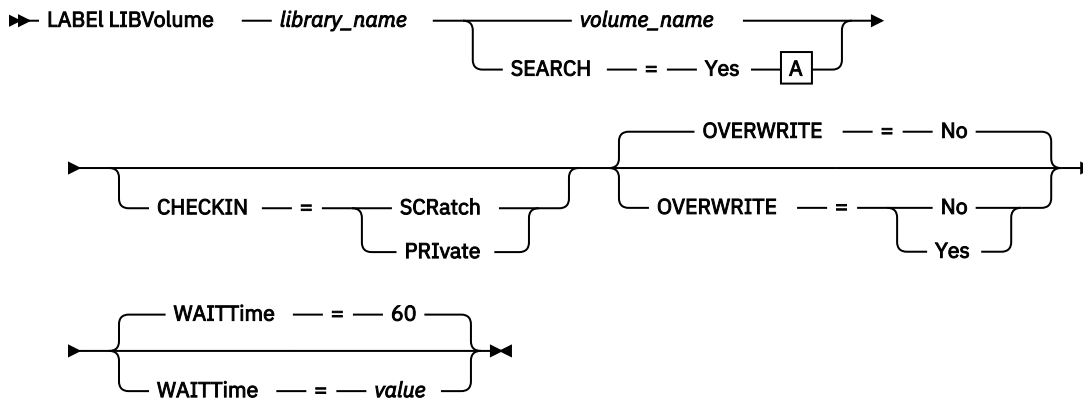 LABEl LIBVolume library_name volume_name
SEARCH = Yes A
OVERWRITE = No
CHECKIN = SCRatch
PRIvate
OVERWRITE = No
Yes
WAITTime = 60
WAITTime = value